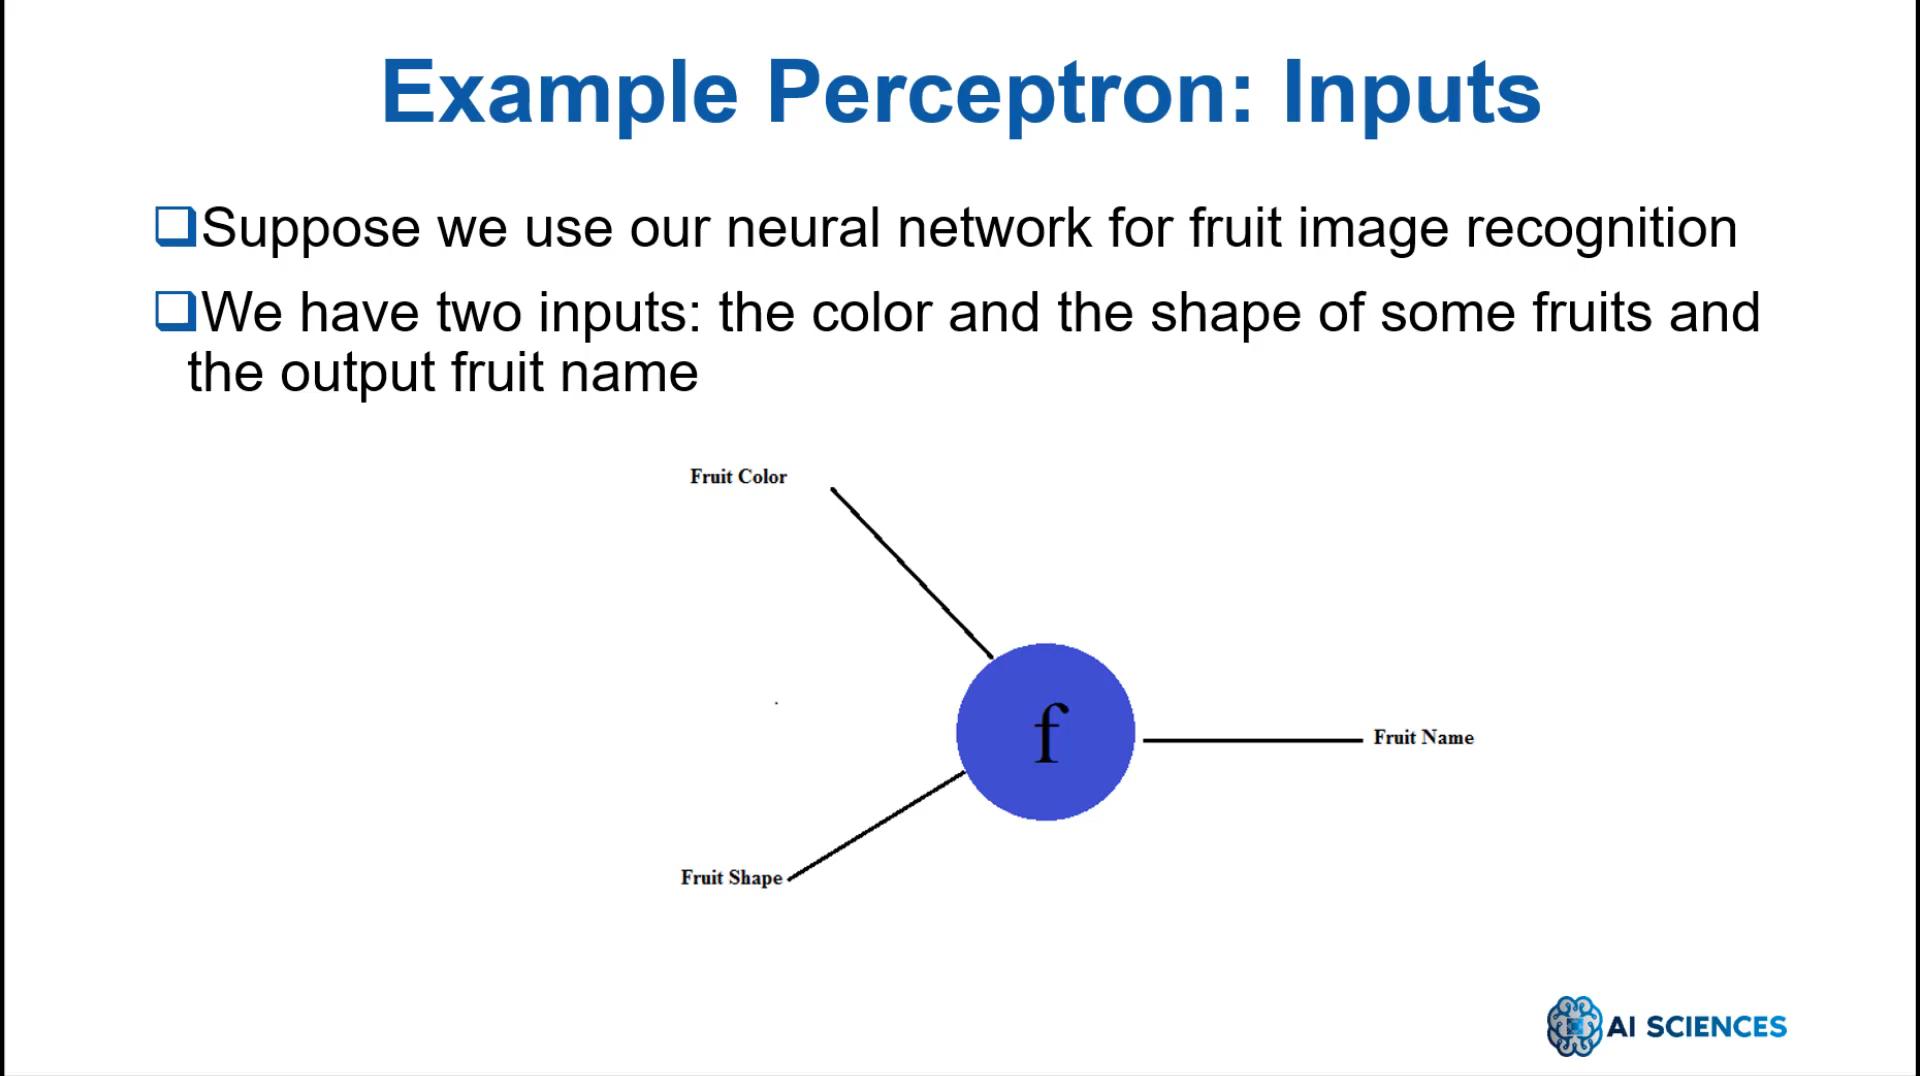 Example Perceptron: Inputs
Suppose we use our neural network for fruit image recognition
We have two inputs: the color and the shape of some fruits and
the output fruit name
Fruit Color
f
Fruit Name
Fruit Shape
AI SCIENCES